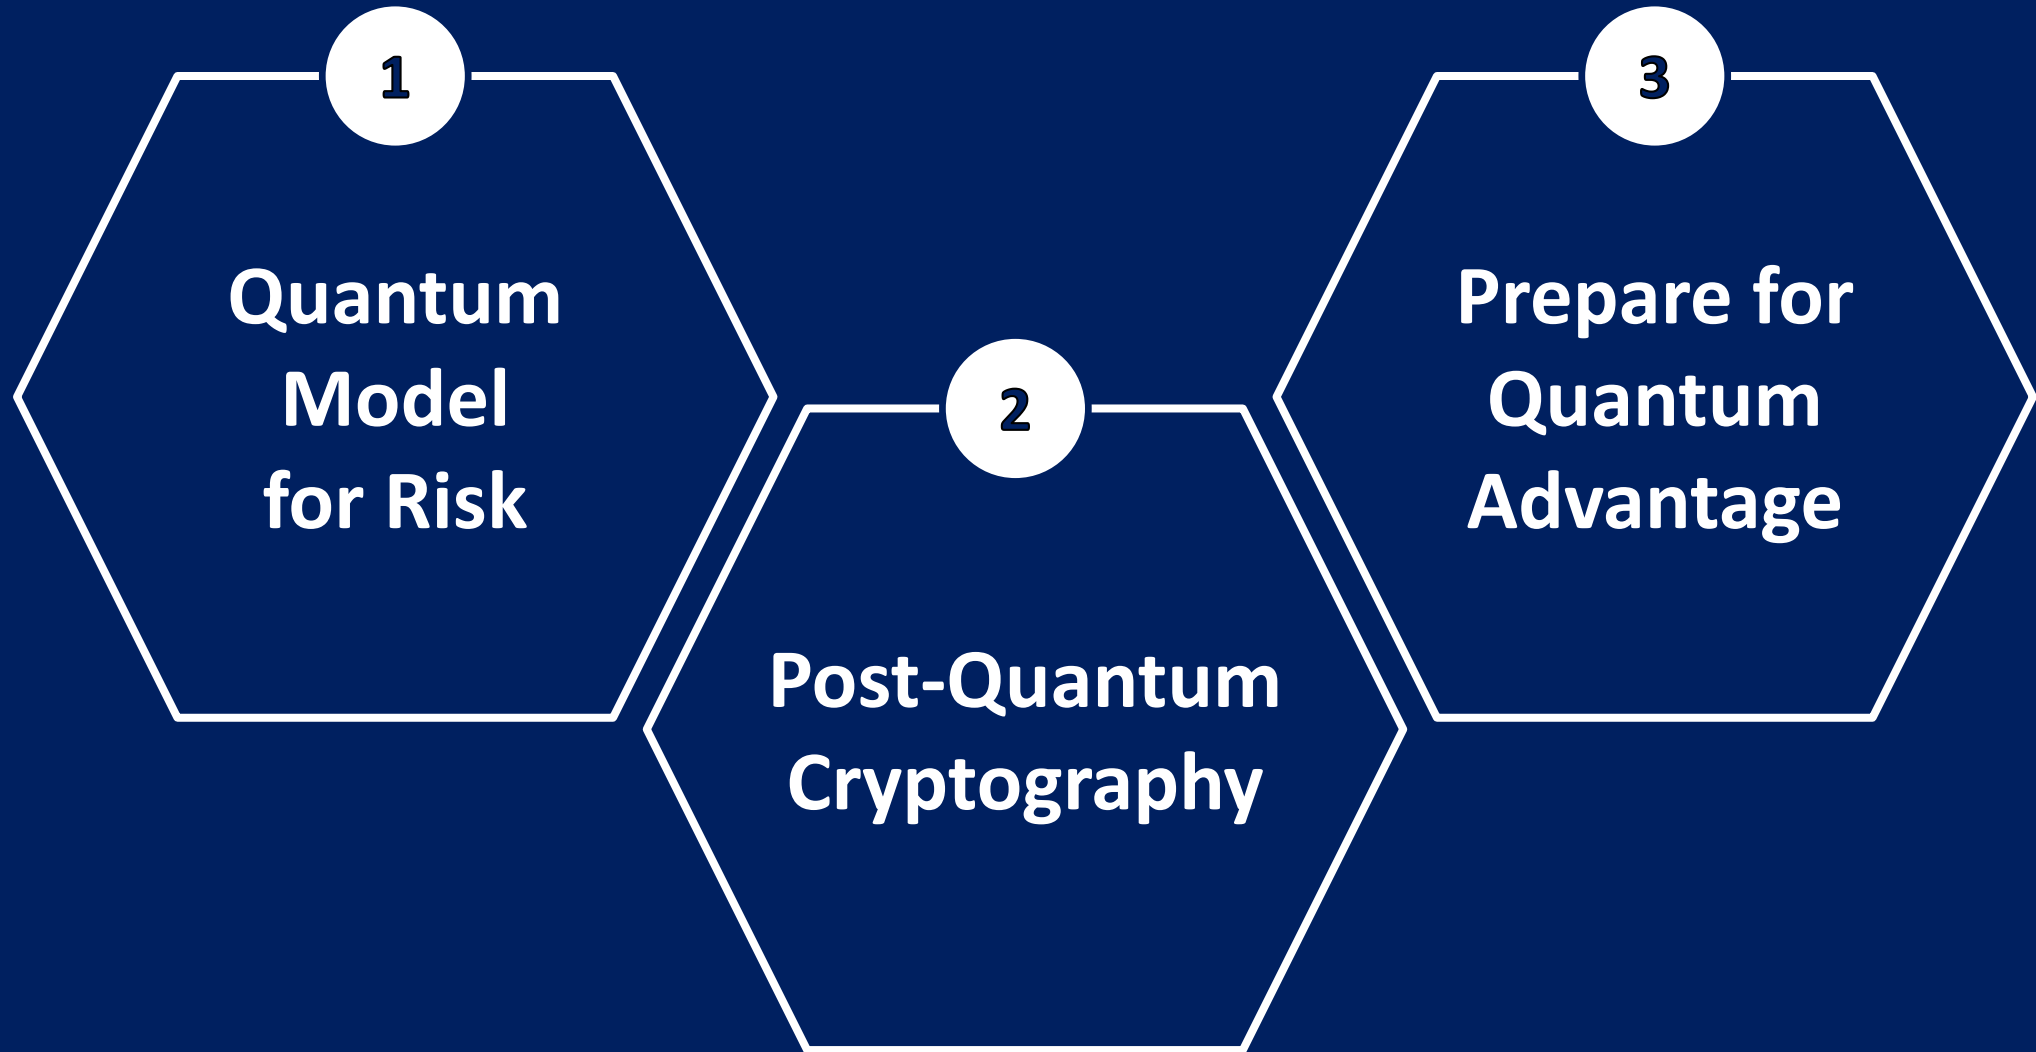 1
Quantum
Model
for Risk
2
Post-Quantum
Cryptography
3
Prepare for
Quantum
Advantage